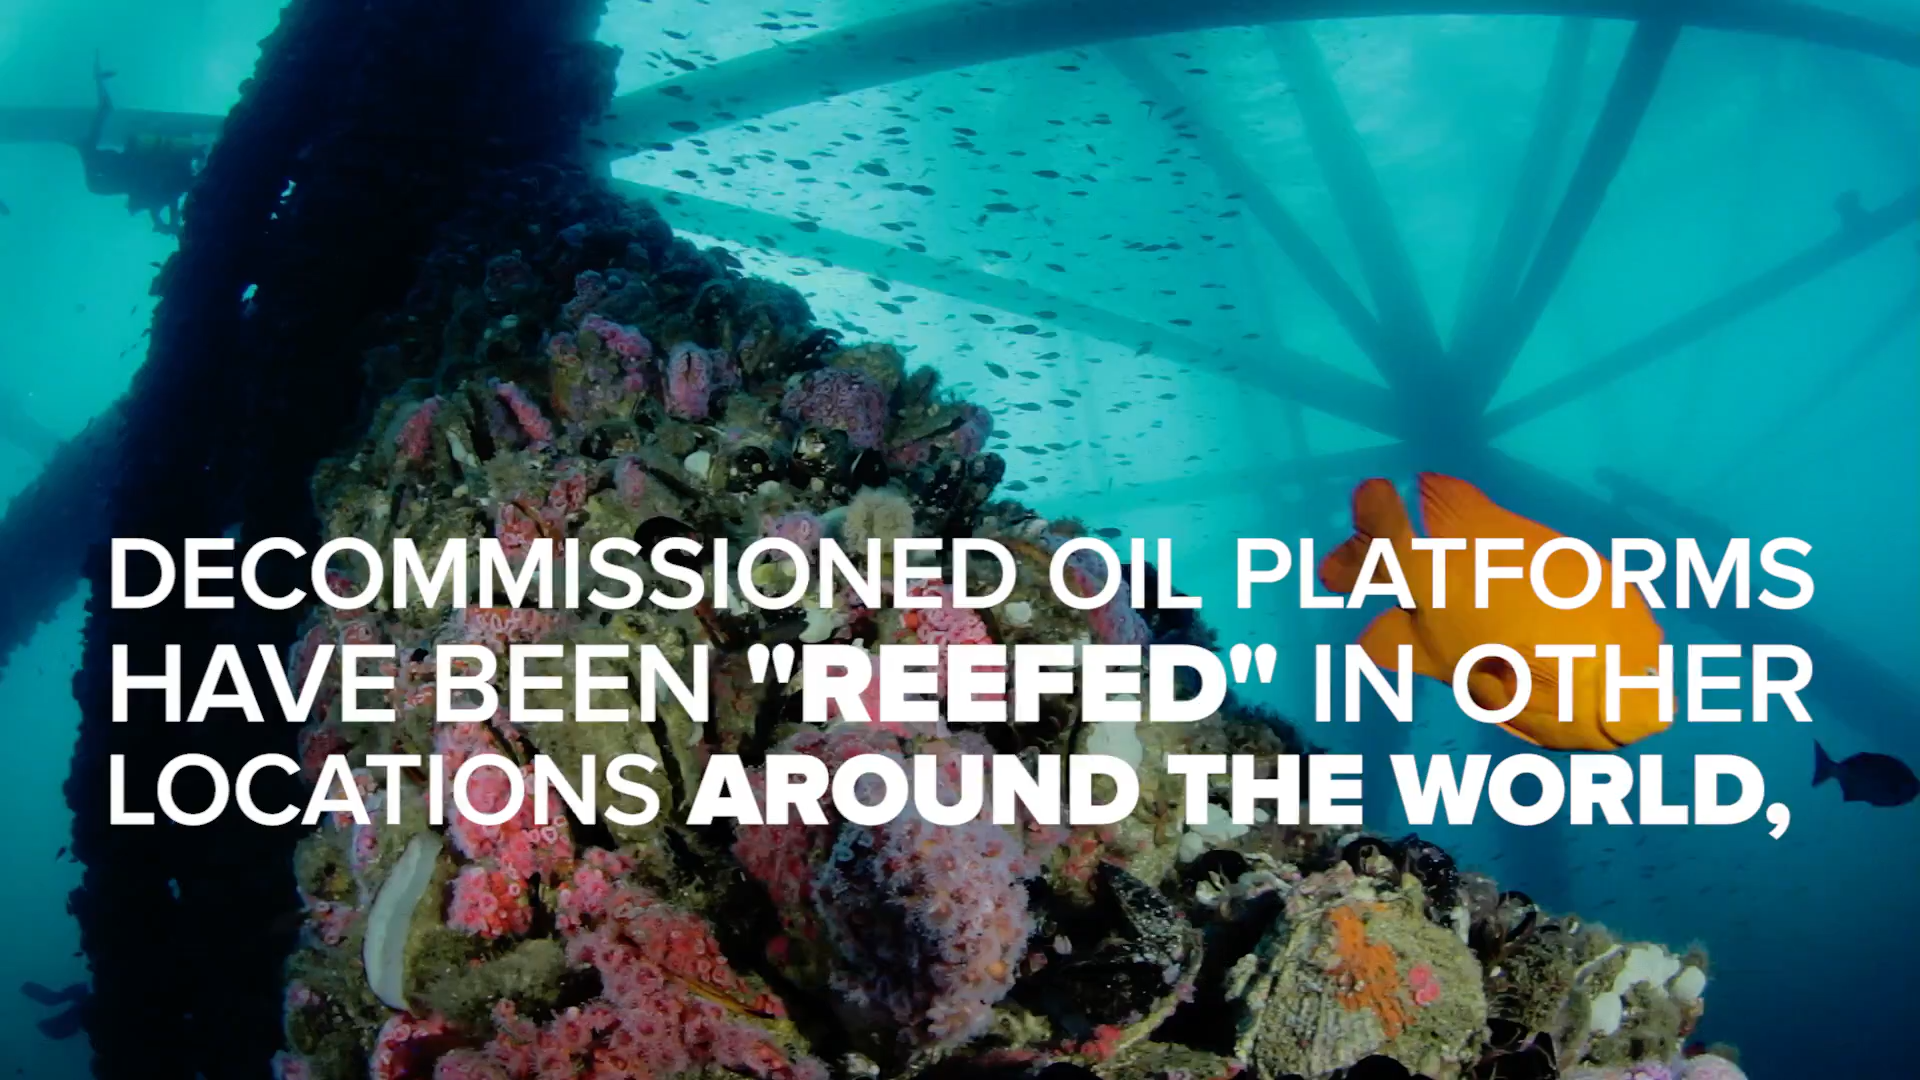 DECOMMISSIONED OIL PLATFORMS
HAVE BEEN "REEFED" IN OTHER
LOCATIONS AROUND THE WORLD,